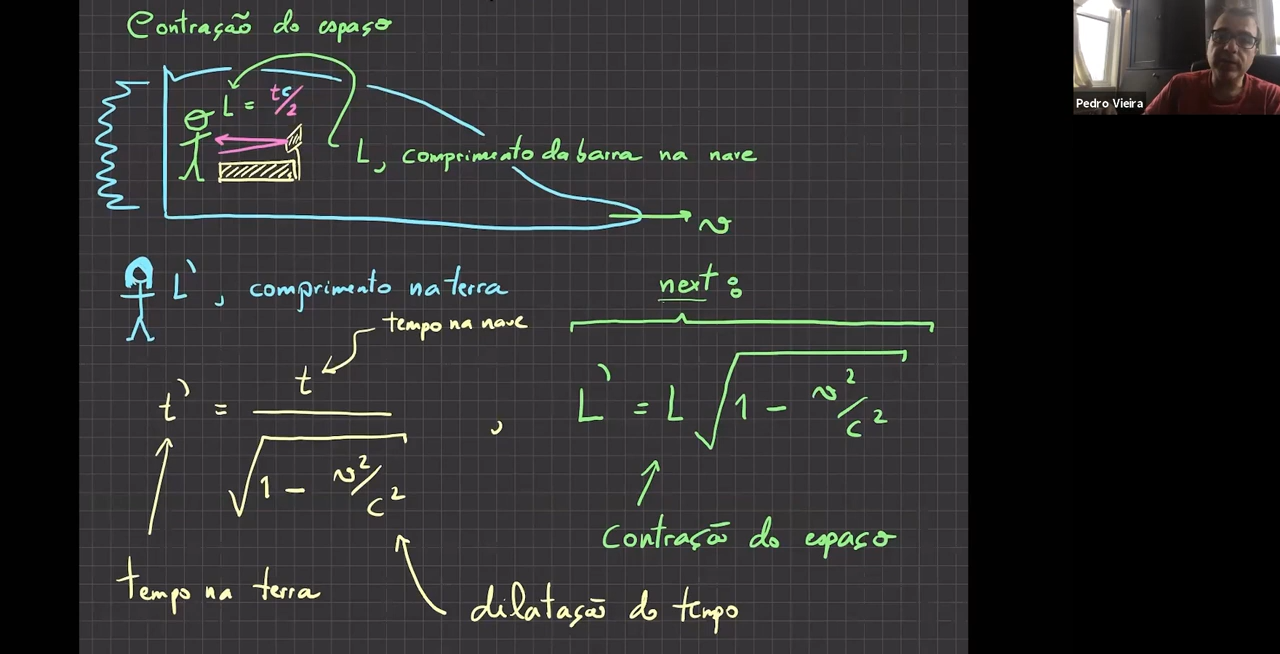 Contração do espaço
L = tc/2
L, comprimento da barra na nave
v
L', comprimento na terra
next:
tempo na nave
t' = t / √(1 - v²/c²) , L' = L √(1 - v²/c²)
Contração do espaço
tempo na terra
dilatação do tempo
Pedro Vieira